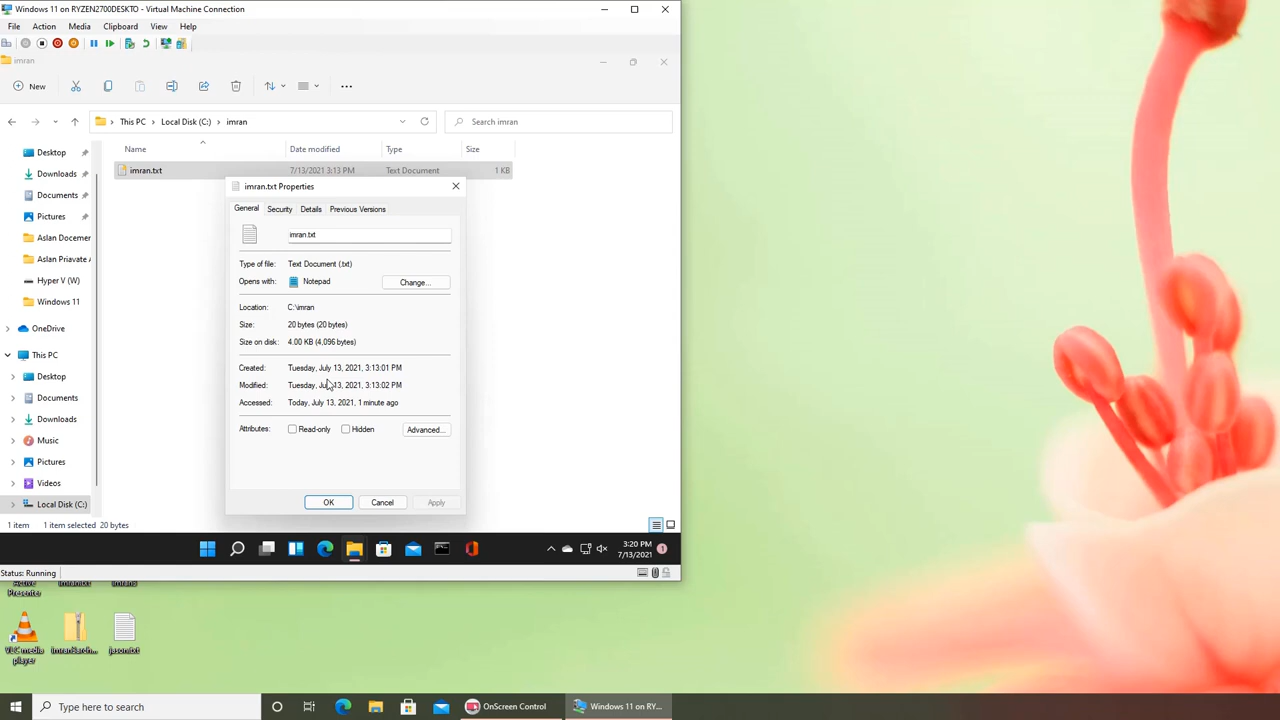 Windows 11 on RYZEN2700DESKTO - Virtual Machine Connection
File Action Media Clipboard View Help
imran
New
This PC > Local Disk (C:) > imran
Search imran
Name Date modified Type Size
imran.txt 7/13/2021 3:13 PM Text Document 1 KB
Desktop
Downloads
Documents
Pictures
Aslan Docemer
Aslan Priavate A
Hyper V (W)
Windows 11
OneDrive
This PC
Desktop
Documents
Downloads
Music
Pictures
Videos
Local Disk (C:)
imran.txt Properties
General Security Details Previous Versions
imran.txt
Type of file: Text Document (.txt)
Opens with: Notepad Change...
Location: C:\imran
Size: 20 bytes (20 bytes)
Size on disk: 4.00 KB (4,096 bytes)
Created: Tuesday, July 13, 2021, 3:13:01 PM
Modified: Tuesday, July 13, 2021, 3:13:02 PM
Accessed: Today, July 13, 2021, 1 minute ago
Attributes: Read-only Hidden Advanced...
OK Cancel Apply
1 item 1 item selected 20 bytes
3:20 PM
7/13/2021
1
Status: Running
Active
Presenter
VLC media
player
jason.txt
Type here to search
OnScreen Control
Windows 11 on RY...